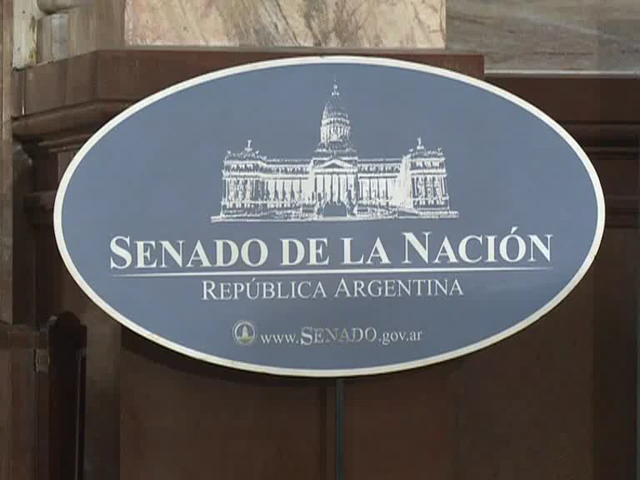 SENADO DE LA NACIÓN
REPÚBLICA ARGENTINA
www.SENADO.gov.ar